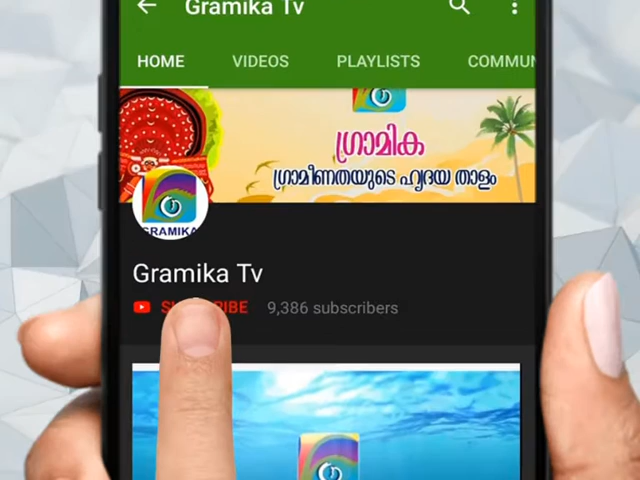 Gramika Tv
HOME VIDEOS PLAYLISTS COMMUN
ഗ്രാമിക
ഗ്രാമീണതയുടെ ഹൃദയ താളം
GRAMIKA
Gramika Tv
9,386 subscribers